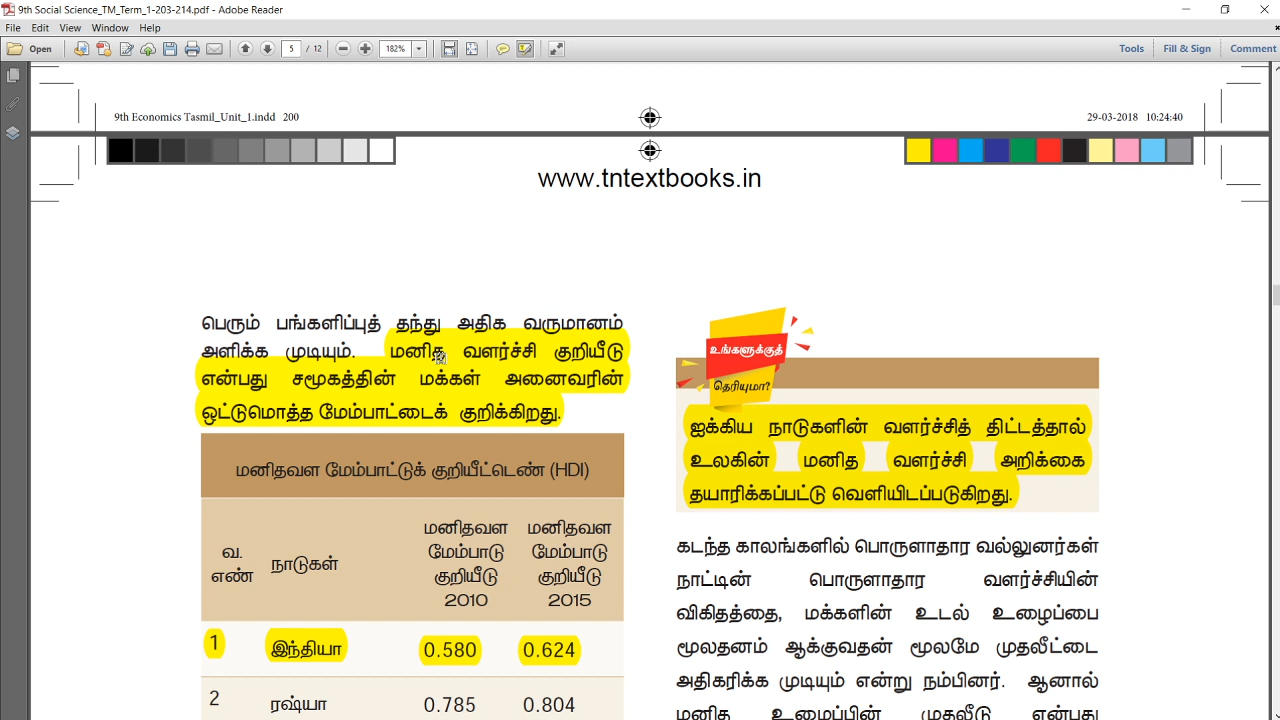 9th Social Science_TM_Term_1-203-214.pdf - Adobe Reader
File Edit View Window Help
Open 5 / 12 182% Tools Fill & Sign Comment
9th Economics Tasmil_Unit_1.indd 200
29-03-2018 10:24:40
www.tntextbooks.in
பெரும் பங்களிப்புத் தந்து அதிக வருமானம்
அளிக்க முடியும். மனித வளர்ச்சி குறியீடு
என்பது சமூகத்தின் மக்கள் அனைவரின்
ஒட்டுமொத்த மேம்பாட்டைக் குறிக்கிறது.
மனிதவள மேம்பாட்டுக் குறியீட்டெண் (HDI)
வ.
எண்
நாடுகள்
மனிதவள
மேம்பாடு
குறியீடு
2010
மனிதவள
மேம்பாடு
குறியீடு
2015
1 இந்தியா 0.580 0.624
2 ரஷ்யா 0.785 0.804
உங்களுக்குத்
தெரியுமா?
ஐக்கிய நாடுகளின் வளர்ச்சித் திட்டத்தால்
உலகின் மனித வளர்ச்சி அறிக்கை
தயாரிக்கப்பட்டு வெளியிடப்படுகிறது.
கடந்த காலங்களில் பொருளாதார வல்லுனர்கள்
நாட்டின் பொருளாதார வளர்ச்சியின்
விகிதத்தை, மக்களின் உடல் உழைப்பை
மூலதனம் ஆக்குவதன் மூலமே முதலீட்டை
அதிகரிக்க முடியும் என்று நம்பினர். ஆனால்
மனித உழைப்பின் முதலீடு என்பது